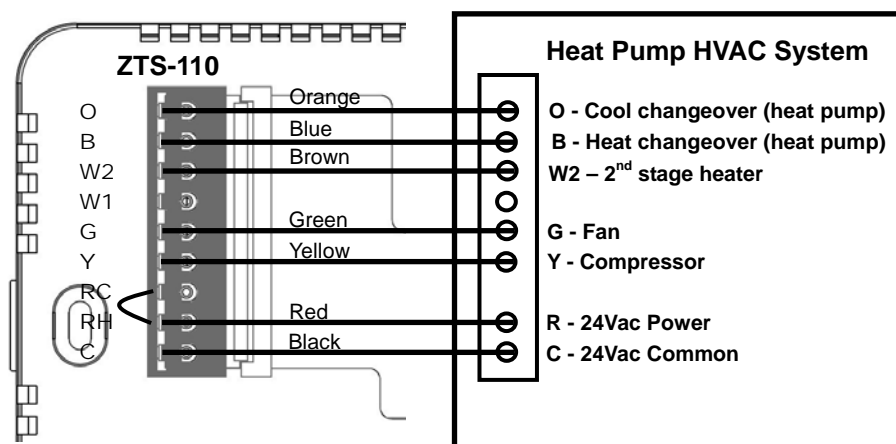 Heat Pump HVAC System
ZTS-110
O Orange O - Cool changeover (heat pump)
B Blue B - Heat changeover (heat pump)
W2 Brown W2 – 2nd stage heater
W1
G Green G - Fan
Y Yellow Y - Compressor
RC
RH Red R - 24Vac Power
C Black C - 24Vac Common